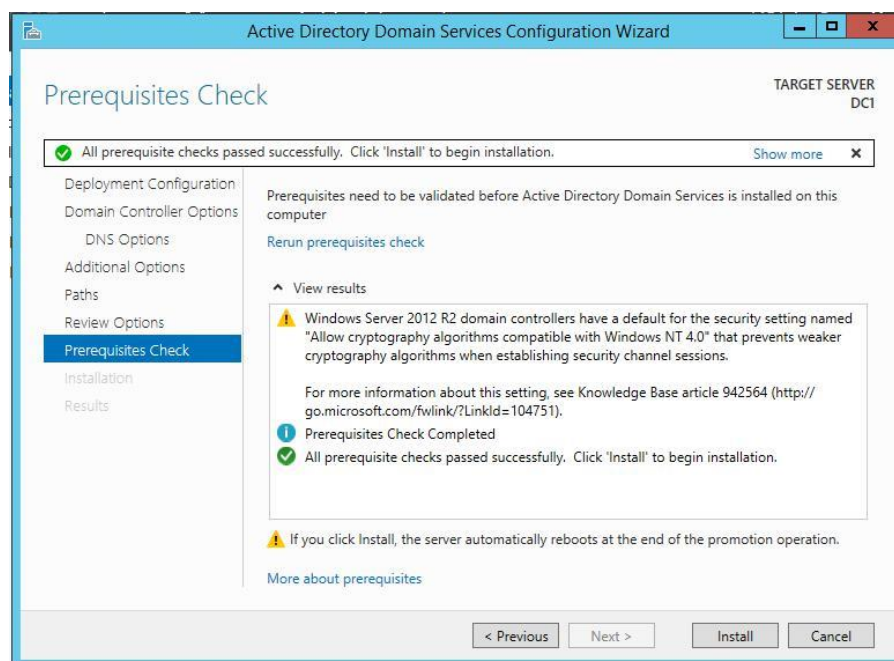 Active Directory Domain Services Configuration Wizard
Prerequisites Check
TARGET SERVER
DC1
All prerequisite checks passed successfully. Click 'Install' to begin installation.
Show more
Deployment Configuration
Domain Controller Options
DNS Options
Additional Options
Paths
Review Options
Prerequisites Check
Installation
Results
Prerequisites need to be validated before Active Directory Domain Services is installed on this
computer
Rerun prerequisites check
View results
Windows Server 2012 R2 domain controllers have a default for the security setting named
"Allow cryptography algorithms compatible with Windows NT 4.0" that prevents weaker
cryptography algorithms when establishing security channel sessions.
For more information about this setting, see Knowledge Base article 942564 (http://
go.microsoft.com/fwlink/?LinkId=104751).
Prerequisites Check Completed
All prerequisite checks passed successfully. Click 'Install' to begin installation.
If you click Install, the server automatically reboots at the end of the promotion operation.
More about prerequisites
< Previous
Next >
Install
Cancel